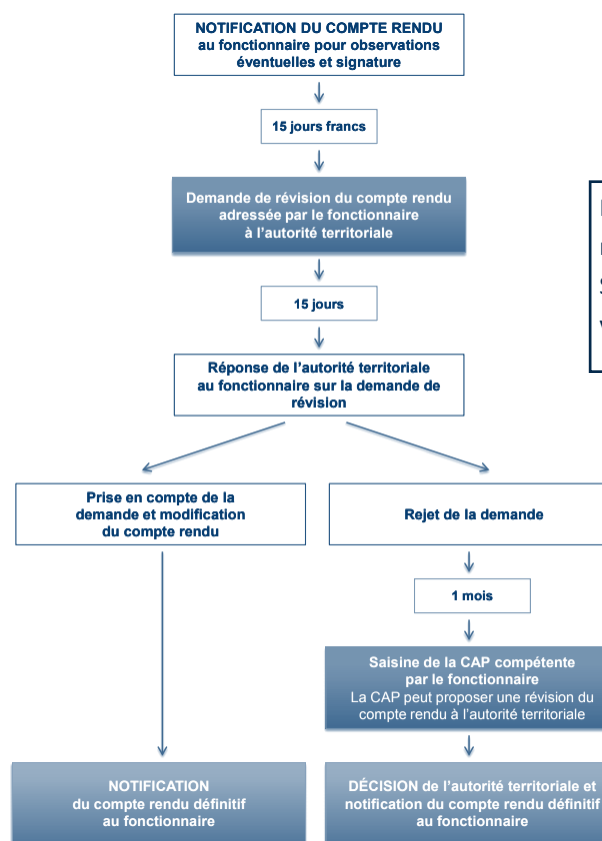 NOTIFICATION DU COMPTE RENDU
au fonctionnaire pour observations
éventuelles et signature
15 jours francs
Demande de révision du compte rendu
adressée par le fonctionnaire
à l’autorité territoriale
15 jours
Réponse de l’autorité territoriale
au fonctionnaire sur la demande de
révision
Prise en compte de la
demande et modification
du compte rendu
Rejet de la demande
1 mois
Saisine de la CAP compétente
par le fonctionnaire
La CAP peut proposer une révision du
compte rendu à l’autorité territoriale
NOTIFICATION
du compte rendu définitif
au fonctionnaire
DÉCISION de l’autorité territoriale et
notification du compte rendu définitif
au fonctionnaire